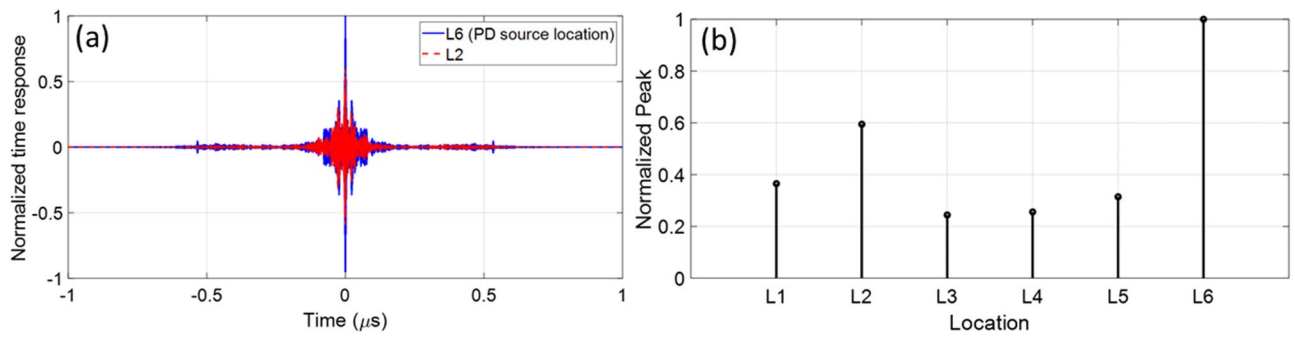 (a)
L6 (PD source location)
L2
Normalized time response
1
0.5
0
-0.5
-1
-1 -0.5 0 0.5 1
Time (μs)
(b)
Normalized Peak
1
0.8
0.6
0.4
0.2
0
L1 L2 L3 L4 L5 L6
Location